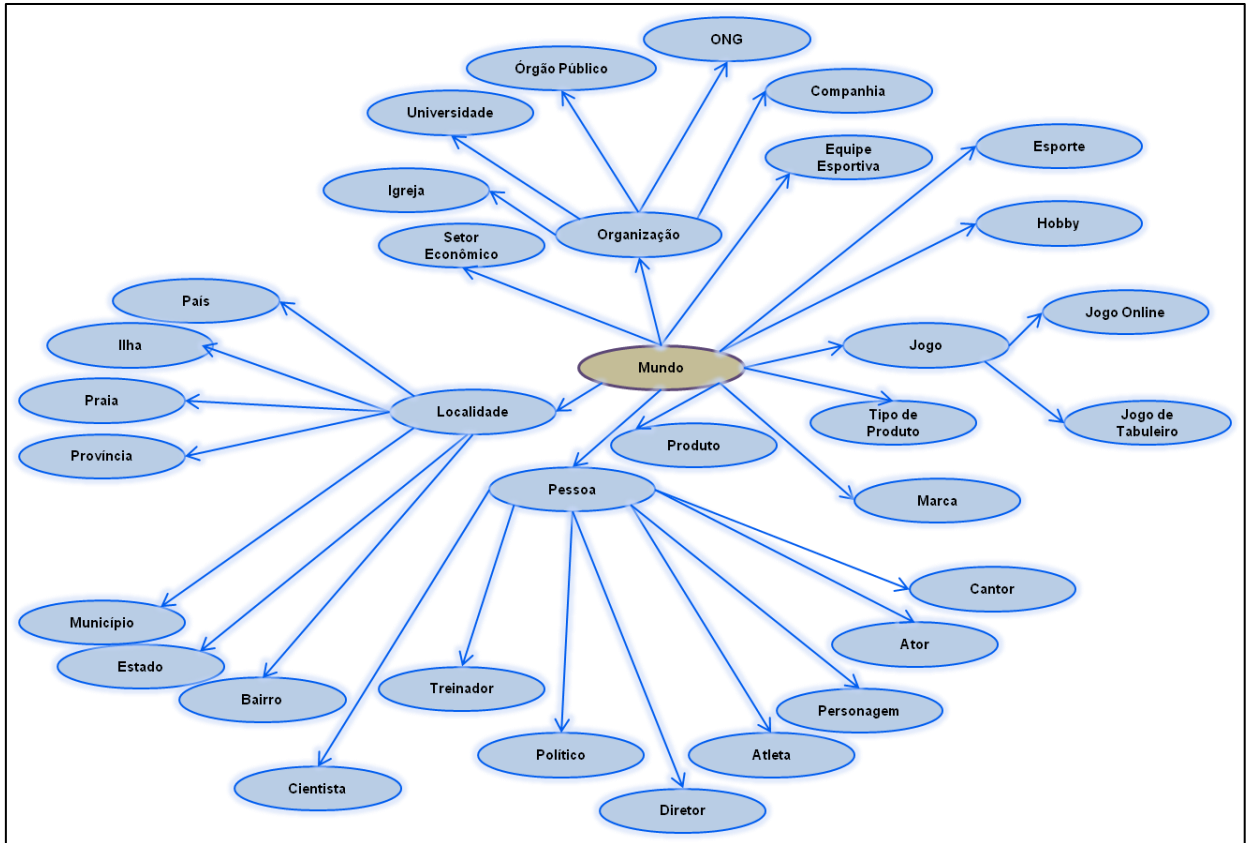 ONG
Órgão Público
Companhia
Universidade
Equipe
Esportiva
Esporte
Igreja
Hobby
Organização
Setor
Econômico
País
Jogo Online
Ilha
Jogo
Mundo
Praia
Localidade
Tipo de
Produto
Jogo de
Tabuleiro
Produto
Província
Pessoa
Marca
Cantor
Município
Ator
Estado
Treinador
Bairro
Personagem
Político
Atleta
Cientista
Diretor